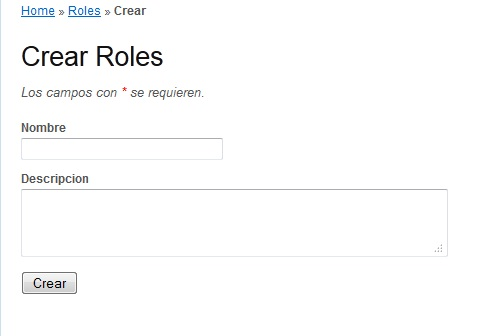 Home » Roles » Crear
Crear Roles
Los campos con * se requieren.
Nombre
Descripcion
Crear